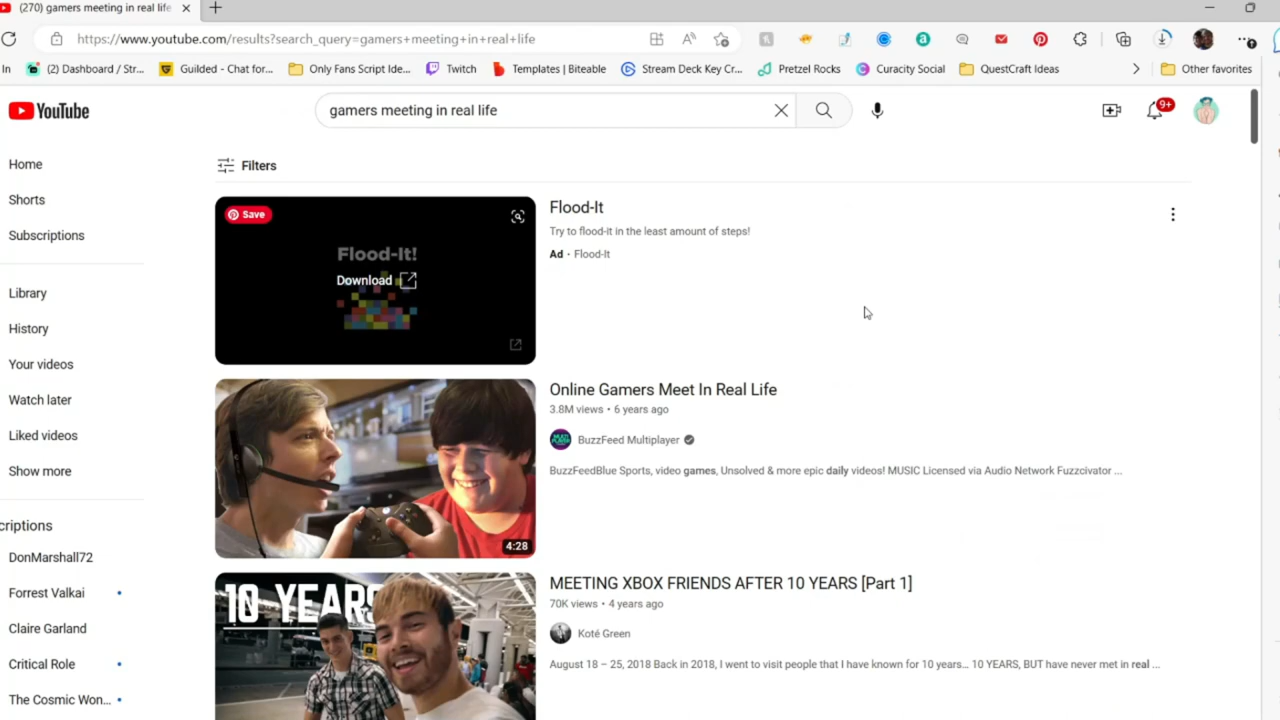 (270) gamers meeting in real life
https://www.youtube.com/results?search_query=gamers+meeting+in+real+life
In
(2) Dashboard / Str...
Guilded - Chat for...
Only Fans Script Ide...
Twitch
Templates | Biteable
Stream Deck Key Cr...
Pretzel Rocks
Curacity Social
QuestCraft Ideas
Other favorites
YouTube
gamers meeting in real life
9+
Home
Shorts
Subscriptions
Library
History
Your videos
Watch later
Liked videos
Show more
criptions
DonMarshall72
Forrest Valkai
Claire Garland
Critical Role
The Cosmic Won...
Filters
Save
Flood-It!
Download
Flood-It
Try to flood-it in the least amount of steps!
Ad · Flood-It
4:28
Online Gamers Meet In Real Life
3.8M views • 6 years ago
BuzzFeed Multiplayer
BuzzFeedBlue Sports, video games, Unsolved & more epic daily videos! MUSIC Licensed via Audio Network Fuzzcivator ...
10 YEARS
MEETING XBOX FRIENDS AFTER 10 YEARS [Part 1]
70K views • 4 years ago
Koté Green
August 18 – 25, 2018 Back in 2018, I went to visit people that I have known for 10 years... 10 YEARS, BUT have never met in real ...